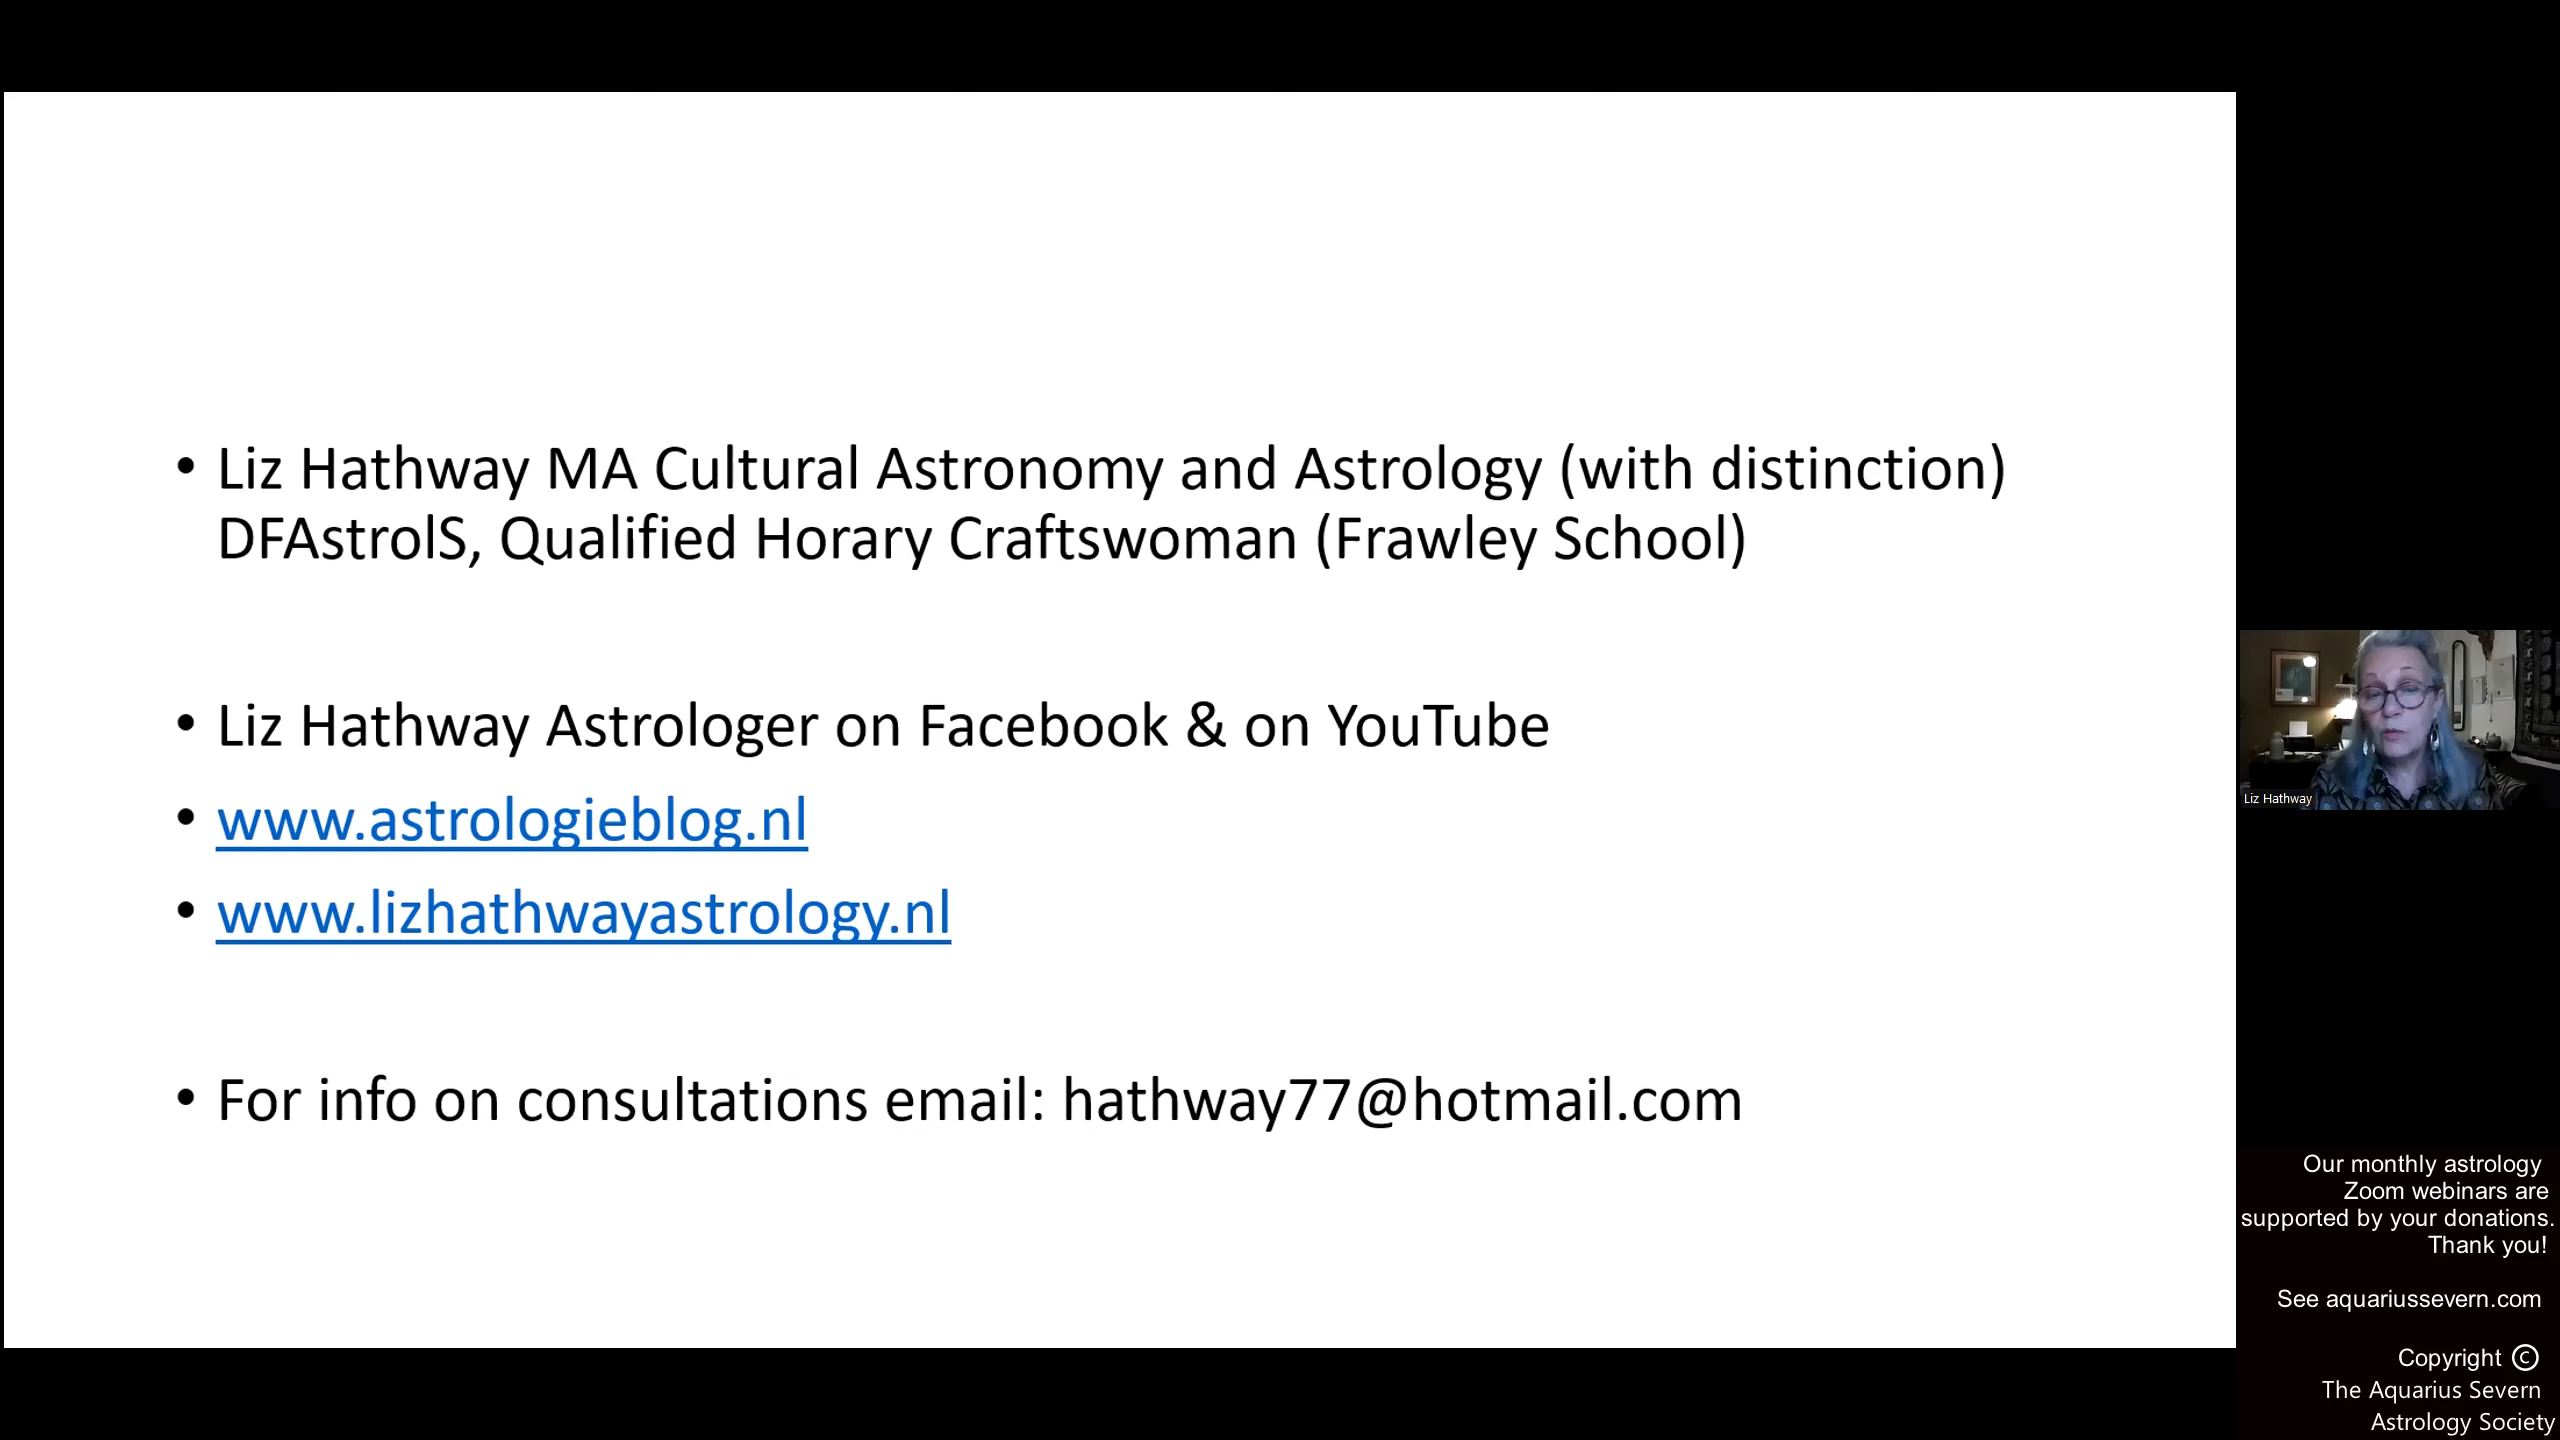 • Liz Hathway MA Cultural Astronomy and Astrology (with distinction)
DFAstrolS, Qualified Horary Craftswoman (Frawley School)
• Liz Hathway Astrologer on Facebook & on YouTube
• www.astrologieblog.nl
• www.lizhathwayastrology.nl
• For info on consultations email: hathway77@hotmail.com
Liz Hathway
Our monthly astrology
Zoom webinars are
supported by your donations.
Thank you!
See aquariussevern.com
Copyright ©
The Aquarius Severn
Astrology Society